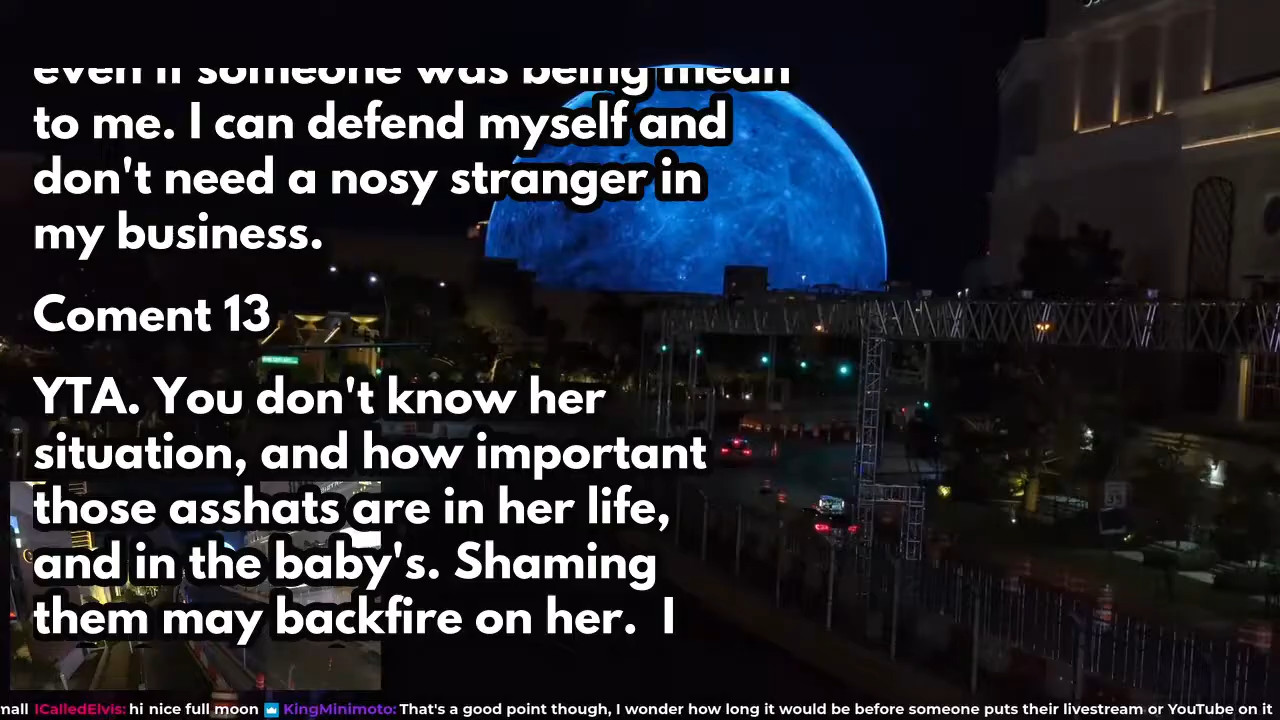 even if someone was being mean
to me. I can defend myself and
don't need a nosy stranger in
my business.
Coment 13
YTA. You don't know her
situation, and how important
those asshats are in her life,
and in the baby's. Shaming
them may backfire on her. I
nall ICalledElvis: hi nice full moon KingMinimoto: That's a good point though, I wonder how long it would be before someone puts their livestream or YouTube on it